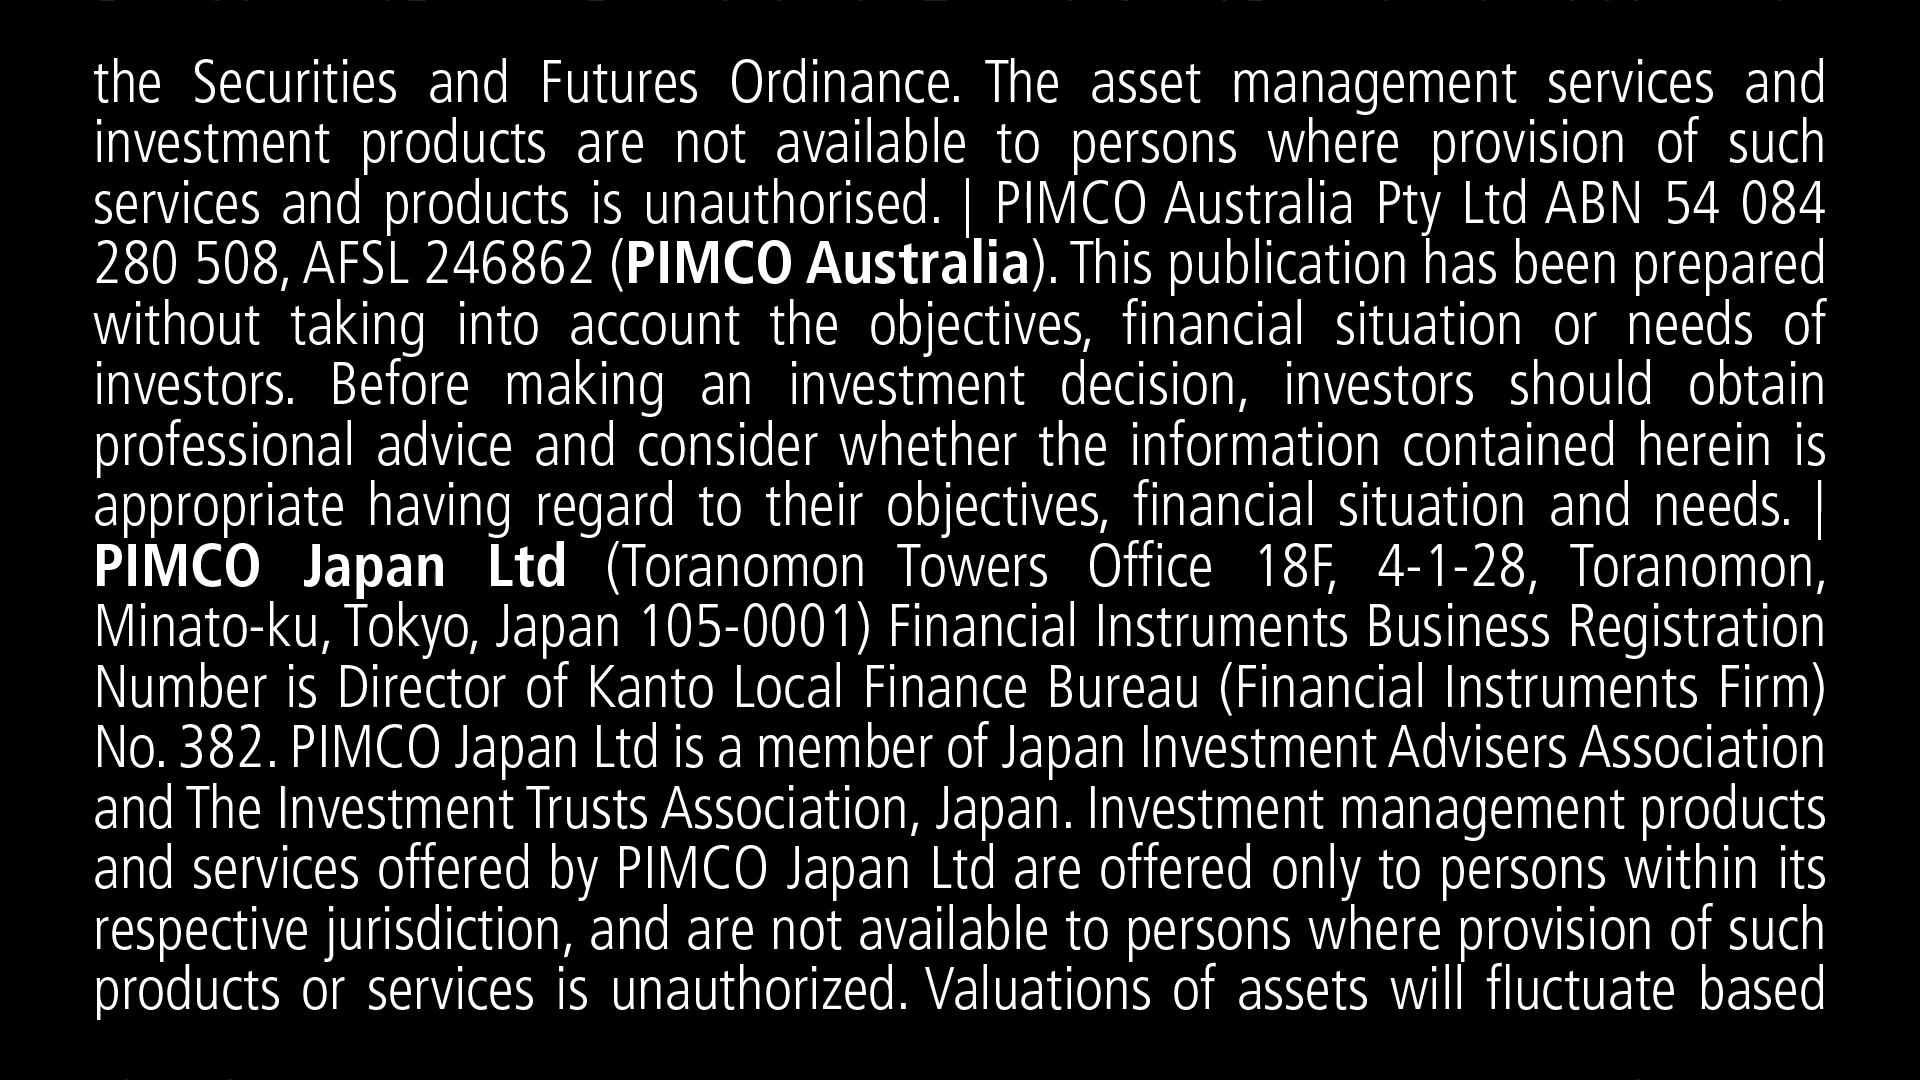 the Securities and Futures Ordinance. The asset management services and
investment products are not available to persons where provision of such
services and products is unauthorised. | PIMCO Australia Pty Ltd ABN 54 084
280 508, AFSL 246862 (PIMCO Australia). This publication has been prepared
without taking into account the objectives, financial situation or needs of
investors. Before making an investment decision, investors should obtain
professional advice and consider whether the information contained herein is
appropriate having regard to their objectives, financial situation and needs. |
PIMCO Japan Ltd (Toranomon Towers Office 18F, 4-1-28, Toranomon,
Minato-ku, Tokyo, Japan 105-0001) Financial Instruments Business Registration
Number is Director of Kanto Local Finance Bureau (Financial Instruments Firm)
No. 382. PIMCO Japan Ltd is a member of Japan Investment Advisers Association
and The Investment Trusts Association, Japan. Investment management products
and services offered by PIMCO Japan Ltd are offered only to persons within its
respective jurisdiction, and are not available to persons where provision of such
products or services is unauthorized. Valuations of assets will fluctuate based